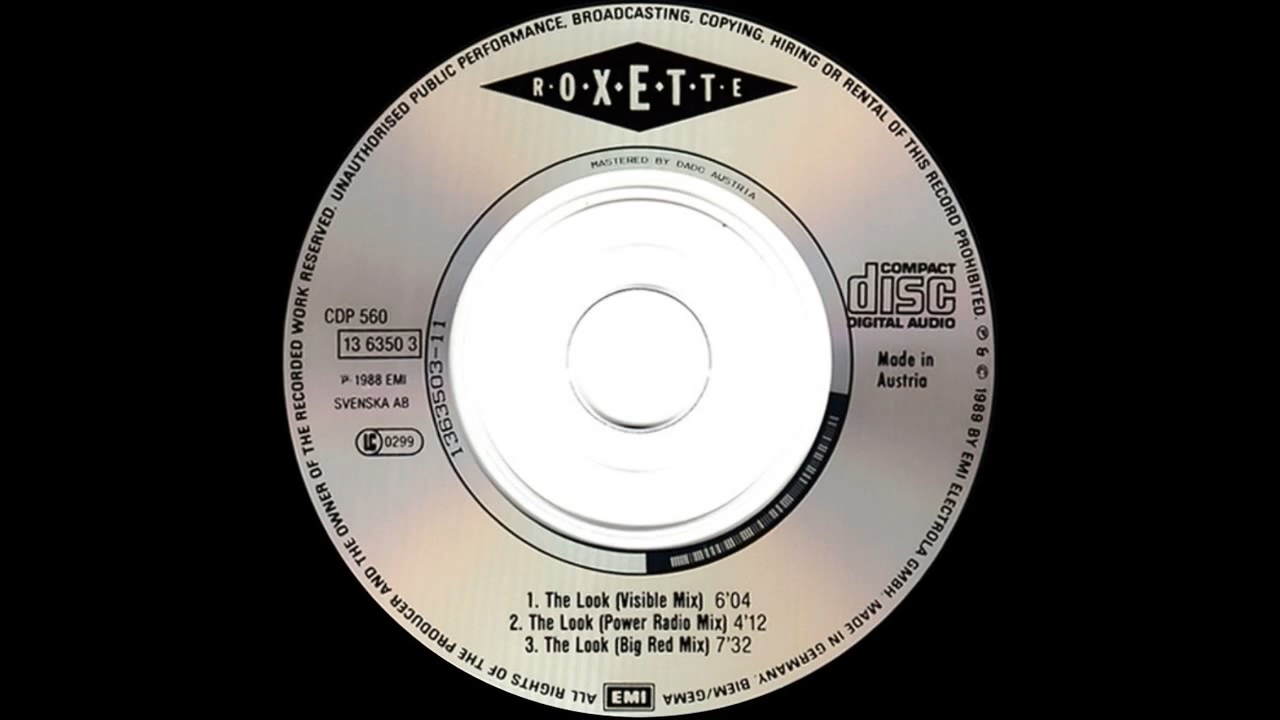 ALL RIGHTS OF THE PRODUCER AND THE OWNER OF THE RECORDED WORK RESERVED. UNAUTHORISED PUBLIC PERFORMANCE, BROADCASTING, COPYING, HIRING OR RENTAL OF THIS RECORD PROHIBITED. ℗ & © 1989 BY EMI ELECTROLA GMBH. MADE IN GERMANY. BIEM/GEMA
R·O·X·E·T·T·E
MASTERED BY DADC AUSTRIA
COMPACT
disc
DIGITAL AUDIO
CDP 560
13 6350 3
℗ 1988 EMI
SVENSKA AB
LC 0299
1363503-11
Made in
Austria
1. The Look (Visible Mix) 6'04
2. The Look (Power Radio Mix) 4'12
3. The Look (Big Red Mix) 7'32
EMI